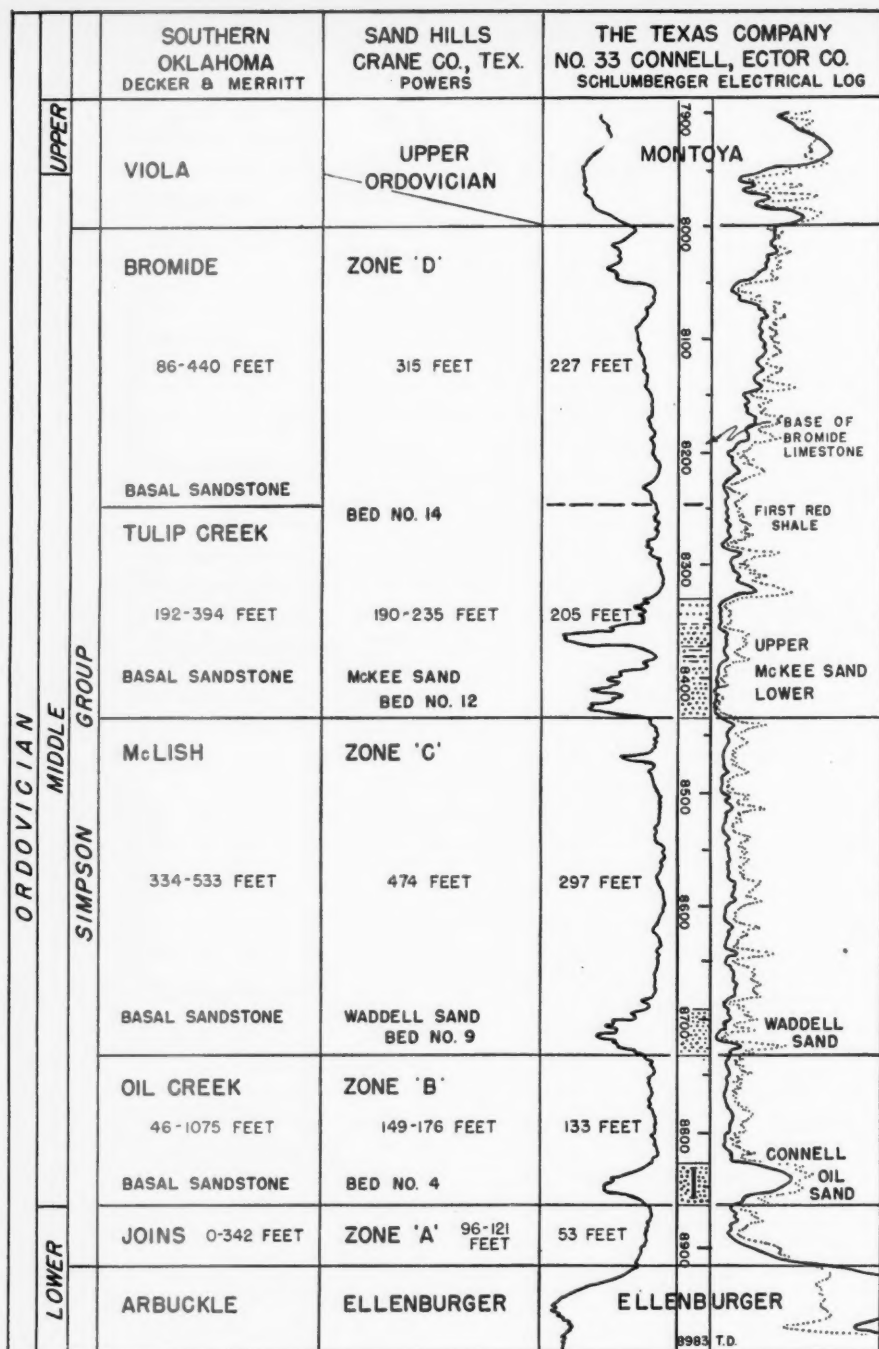 SOUTHERN
OKLAHOMA
DECKER & MERRITT
SAND HILLS
CRANE CO., TEX.
POWERS
THE TEXAS COMPANY
NO. 33 CONNELL, ECTOR CO.
SCHLUMBERGER ELECTRICAL LOG
ORDOVICIAN
UPPER
MIDDLE
LOWER
SIMPSON GROUP
VIOLA
UPPER
ORDOVICIAN
MONTOYA
7900
8000
BROMIDE
ZONE 'D'
8100
86-440 FEET
315 FEET
227 FEET
BASE OF
BROMIDE
LIMESTONE
8200
BASAL SANDSTONE
BED NO. 14
FIRST RED
SHALE
TULIP CREEK
8300
192-394 FEET
190-235 FEET
205 FEET
UPPER
McKEE SAND
LOWER
8400
BASAL SANDSTONE
McKEE SAND
BED NO. 12
McLISH
ZONE 'C'
8500
334-533 FEET
474 FEET
297 FEET
8600
BASAL SANDSTONE
WADDELL SAND
BED NO. 9
8700
WADDELL
SAND
OIL CREEK
ZONE 'B'
46-1075 FEET
149-176 FEET
133 FEET
8800
CONNELL
OIL
SAND
BASAL SANDSTONE
BED NO. 4
JOINS 0-342 FEET
ZONE 'A' 96-121
FEET
53 FEET
8900
ARBUCKLE
ELLENBURGER
ELLENBURGER
8983 T.D.